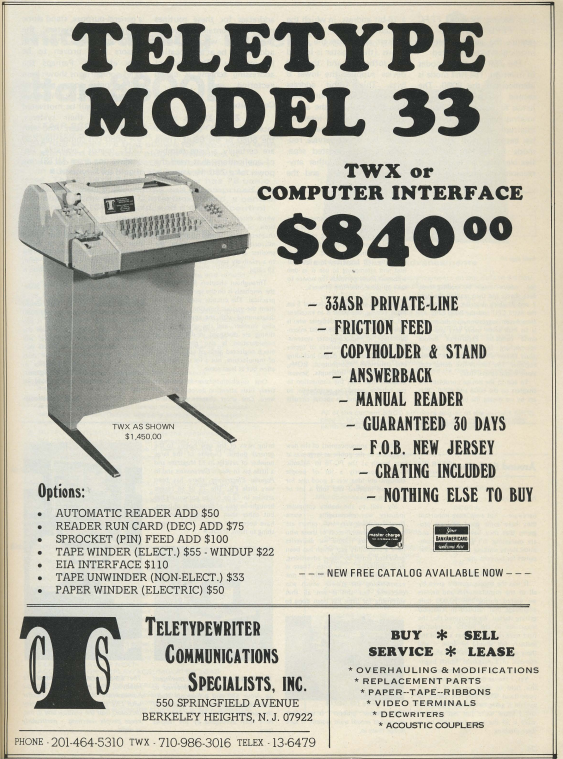 TELETYPE
MODEL 33
TWX or
COMPUTER INTERFACE
$840.00
– 33ASR PRIVATE-LINE
– FRICTION FEED
– COPYHOLDER & STAND
– ANSWERBACK
– MANUAL READER
– GUARANTEED 30 DAYS
– F.O.B. NEW JERSEY
– CRATING INCLUDED
– NOTHING ELSE TO BUY
TWX AS SHOWN
$1,450.00
Options:
• AUTOMATIC READER ADD $50
• READER RUN CARD (DEC) ADD $75
• SPROCKET (PIN) FEED ADD $100
• TAPE WINDER (ELECT.) $55 - WINDUP $22
• EIA INTERFACE $110
• TAPE UNWINDER (NON-ELECT.) $33
• PAPER WINDER (ELECTRIC) $50
master charge
Your
BANKAMERICARD
welcome here
– – – NEW FREE CATALOG AVAILABLE NOW – – –
CTS
TELETYPEWRITER
COMMUNICATIONS
SPECIALISTS, INC.
550 SPRINGFIELD AVENUE
BERKELEY HEIGHTS, N. J. 07922
PHONE - 201-464-5310 TWX - 710-986-3016 TELEX - 13-6479
BUY * SELL
SERVICE * LEASE
* OVERHAULING & MODIFICATIONS
* REPLACEMENT PARTS
* PAPER--TAPE--RIBBONS
* VIDEO TERMINALS
* DECWRITERS
* ACOUSTIC COUPLERS